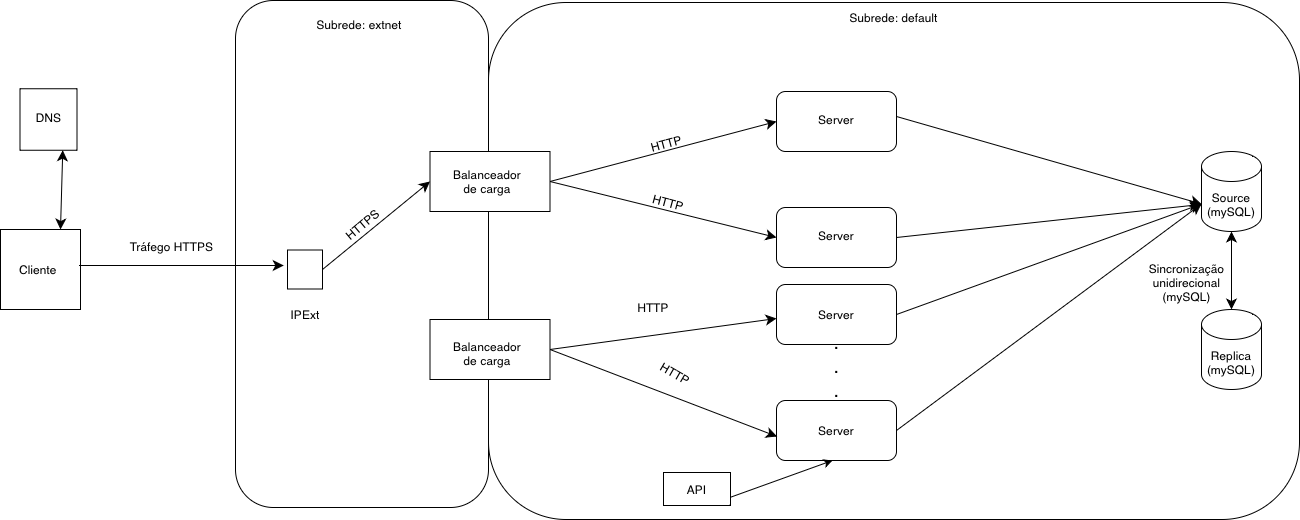 Subrede: extnet
Subrede: default
DNS
Server
HTTP
Balanceador
de carga
HTTP
Source
(mySQL)
HTTPS
Server
Tráfego HTTPS
Cliente
Sincronização
unidirecional
(mySQL)
IPExt
HTTP
Server
Balanceador
de carga
Replica
(mySQL)
HTTP
.
.
.
Server
API